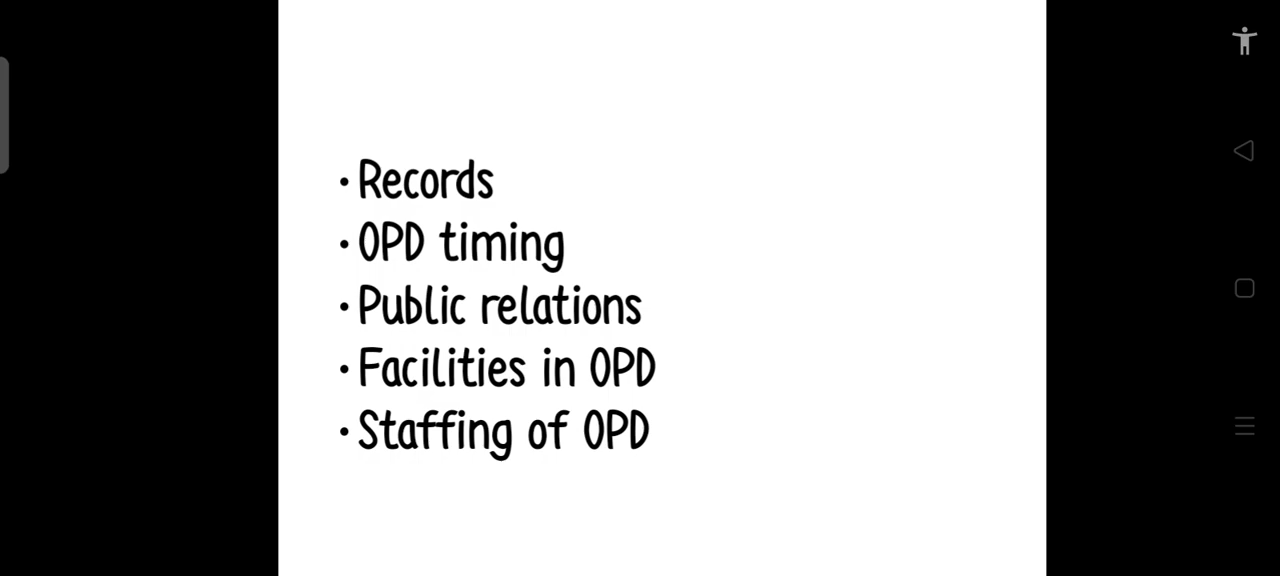 • Records
• OPD timing
• Public relations
• Facilities in OPD
• Staffing of OPD